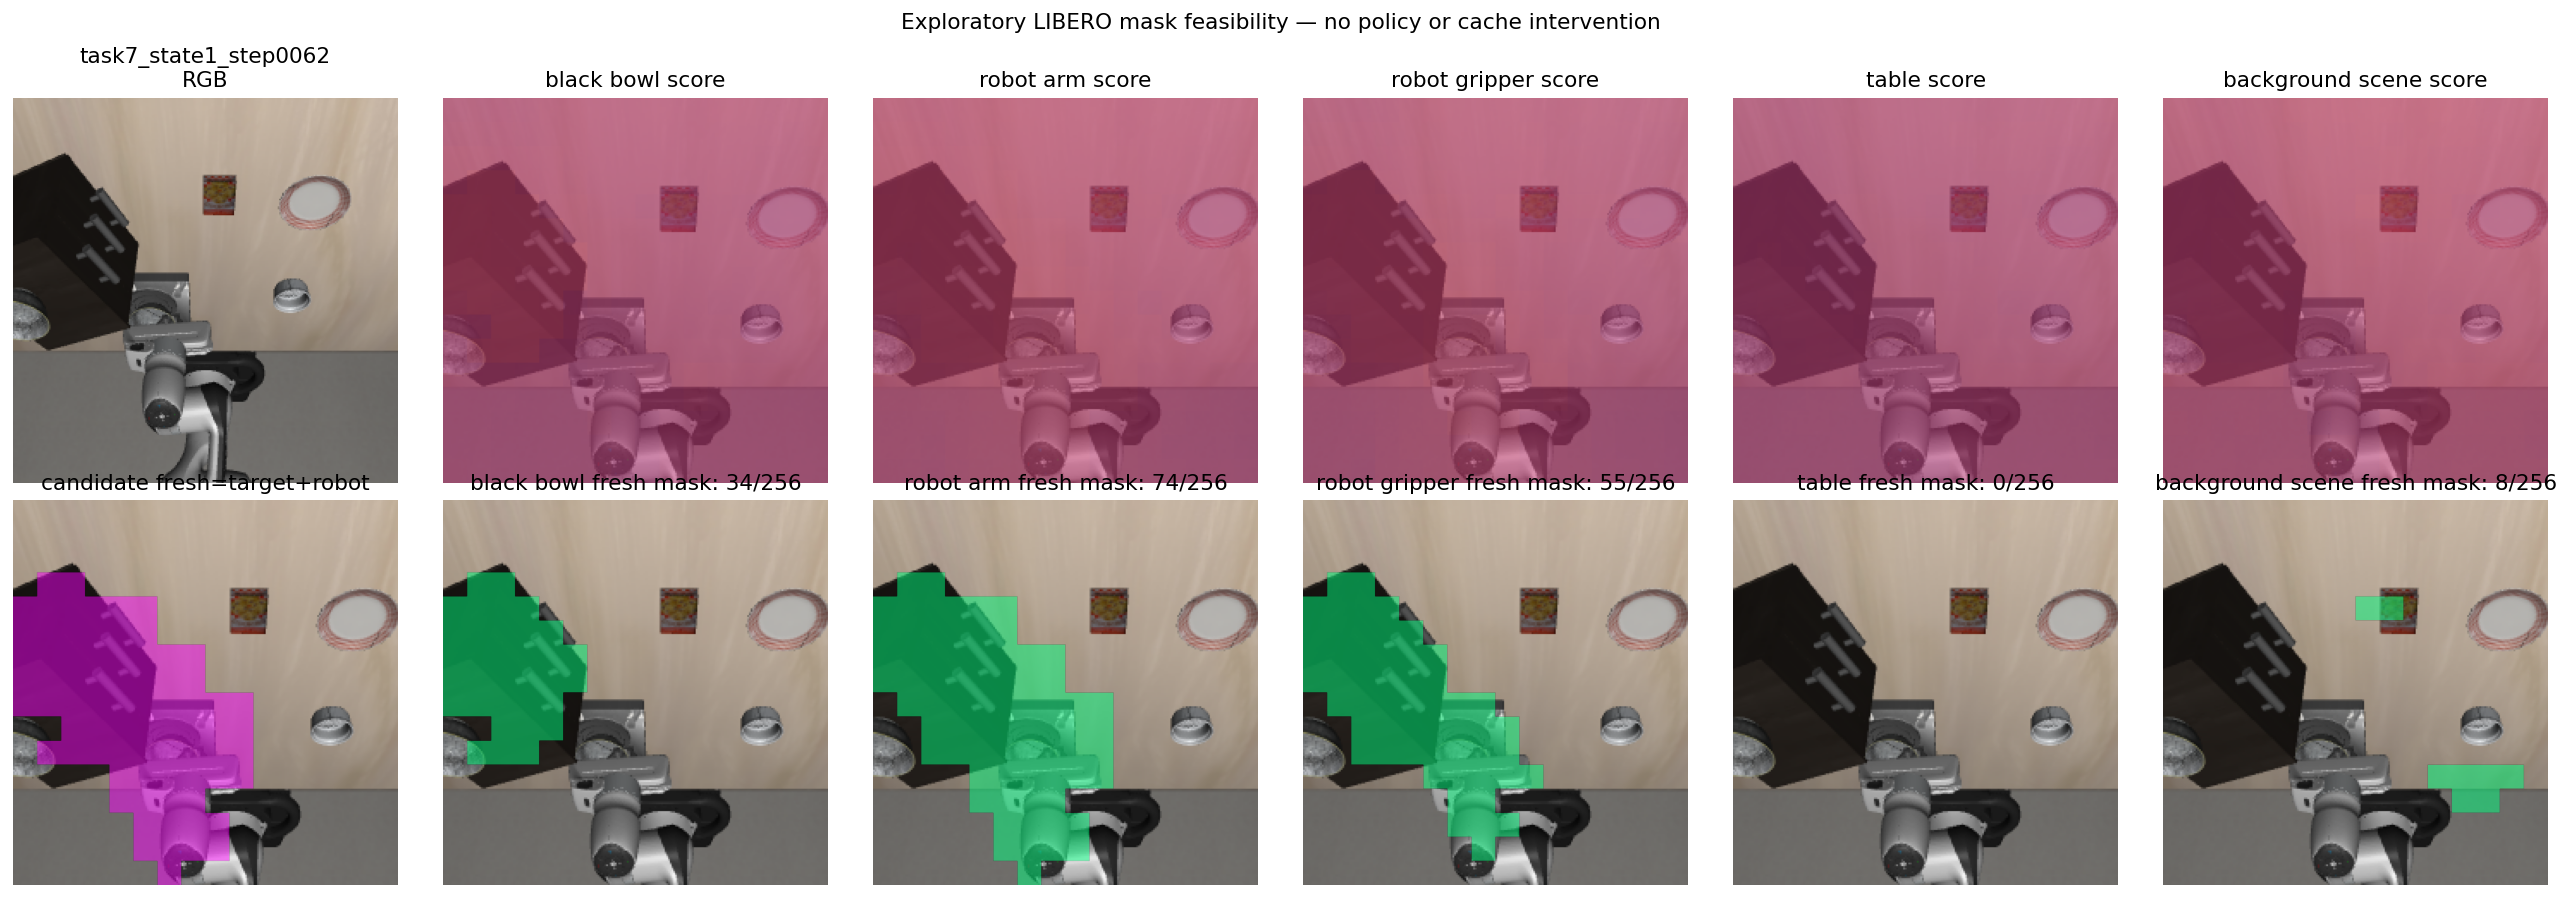 Exploratory LIBERO mask feasibility — no policy or cache intervention
task7_state1_step0062
RGB
black bowl score
robot arm score
robot gripper score
table score
background scene score
candidate fresh=target+robot
black bowl fresh mask: 34/256
robot arm fresh mask: 74/256
robot gripper fresh mask: 55/256
table fresh mask: 0/256
background scene fresh mask: 8/256